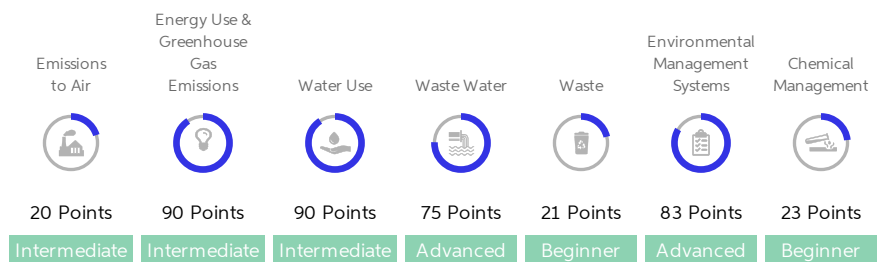 Emissions
to Air
Energy Use &
Greenhouse
Gas
Emissions
Water Use
Waste Water
Waste
Environmental
Management
Systems
Chemical
Management
20 Points
90 Points
90 Points
75 Points
21 Points
83 Points
23 Points
Intermediate
Intermediate
Intermediate
Advanced
Beginner
Advanced
Beginner